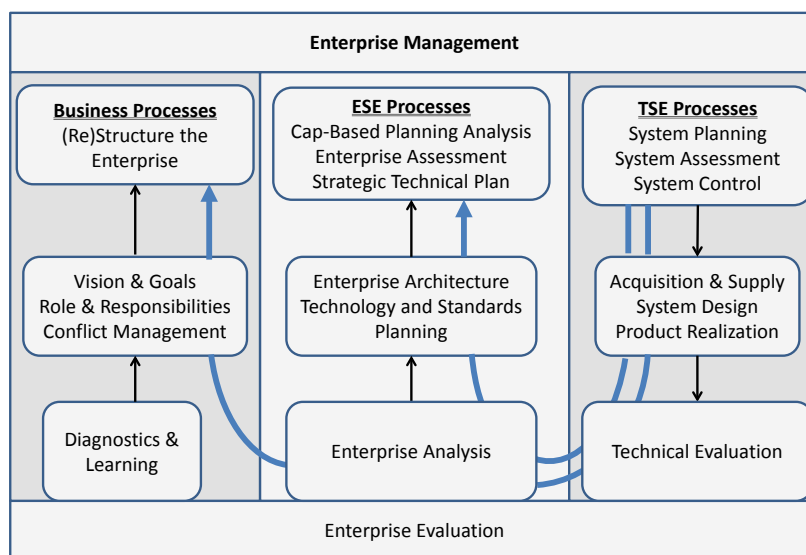 Enterprise Management
Business Processes
(Re)Structure the
Enterprise
ESE Processes
Cap-Based Planning Analysis
Enterprise Assessment
Strategic Technical Plan
TSE Processes
System Planning
System Assessment
System Control
Vision & Goals
Role & Responsibilities
Conflict Management
Enterprise Architecture
Technology and Standards
Planning
Acquisition & Supply
System Design
Product Realization
Diagnostics &
Learning
Enterprise Analysis
Technical Evaluation
Enterprise Evaluation